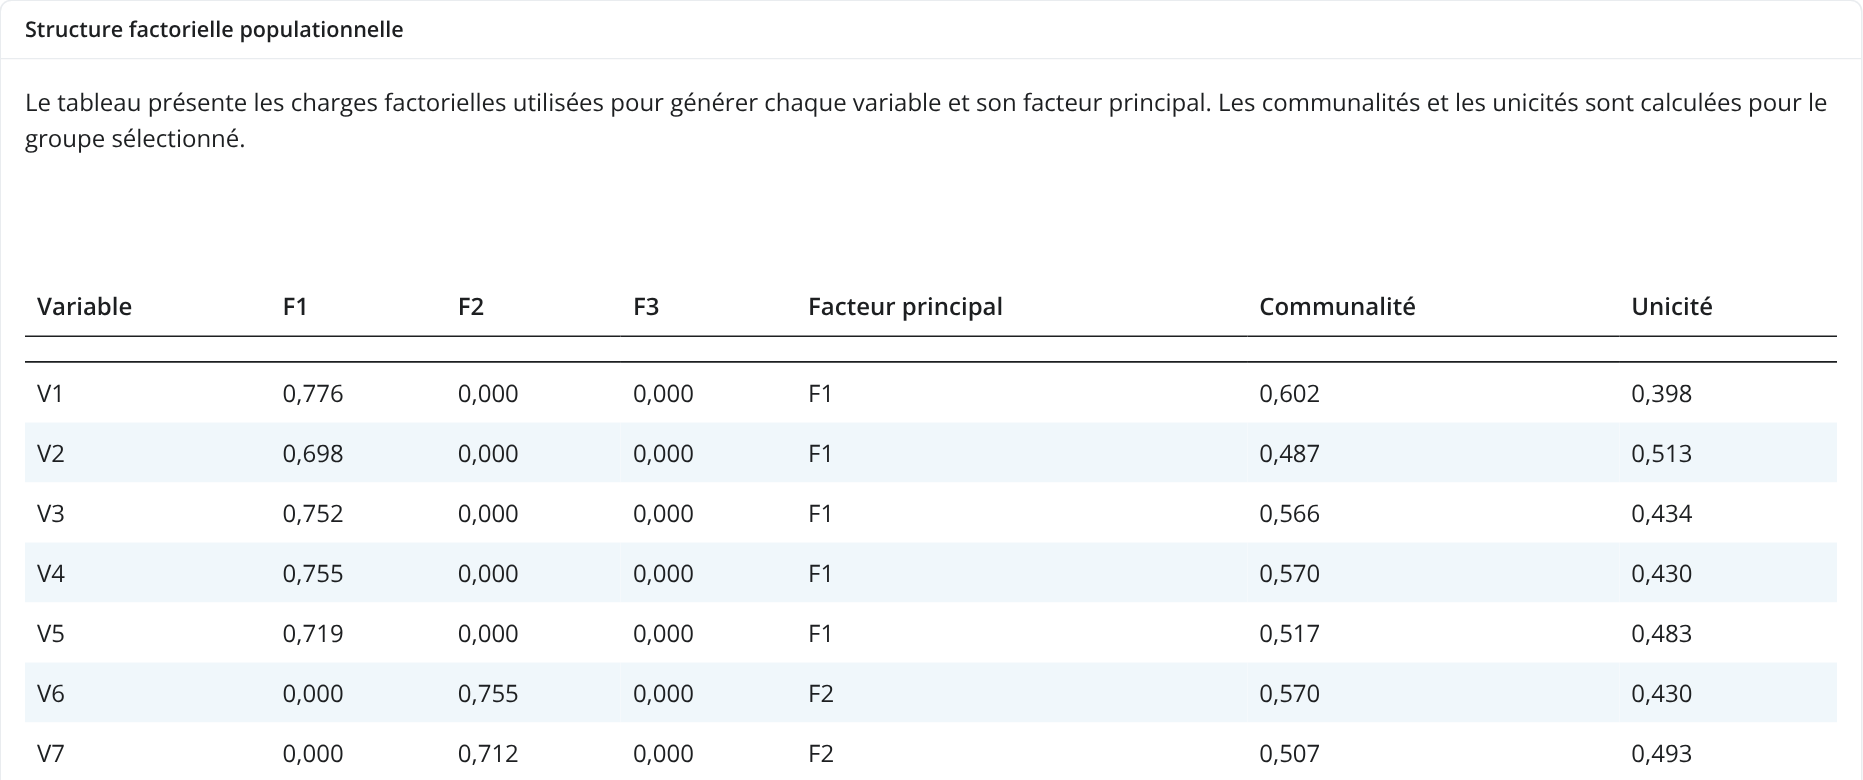 Structure factorielle populationnelle
Le tableau présente les charges factorielles utilisées pour générer chaque variable et son facteur principal. Les communalités et les unicités sont calculées pour le
groupe sélectionné.
Variable F1 F2 F3 Facteur principal Communalité Unicité
V1 0,776 0,000 0,000 F1 0,602 0,398
V2 0,698 0,000 0,000 F1 0,487 0,513
V3 0,752 0,000 0,000 F1 0,566 0,434
V4 0,755 0,000 0,000 F1 0,570 0,430
V5 0,719 0,000 0,000 F1 0,517 0,483
V6 0,000 0,755 0,000 F2 0,570 0,430
V7 0,000 0,712 0,000 F2 0,507 0,493